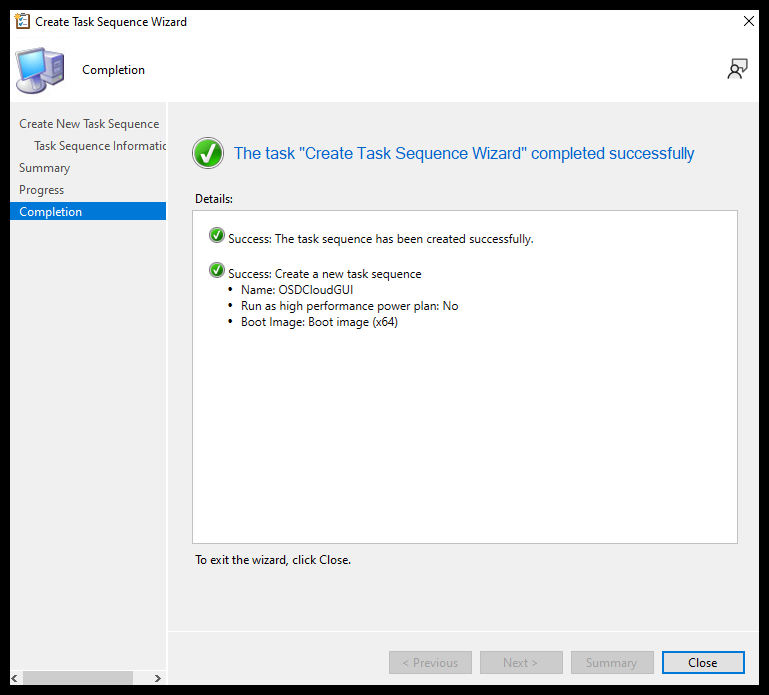 Create Task Sequence Wizard
Completion
Create New Task Sequence
Task Sequence Informatic
Summary
Progress
Completion
The task "Create Task Sequence Wizard" completed successfully
Details:
Success: The task sequence has been created successfully.
Success: Create a new task sequence
• Name: OSDCloudGUI
• Run as high performance power plan: No
• Boot Image: Boot image (x64)
To exit the wizard, click Close.
< Previous
Next >
Summary
Close